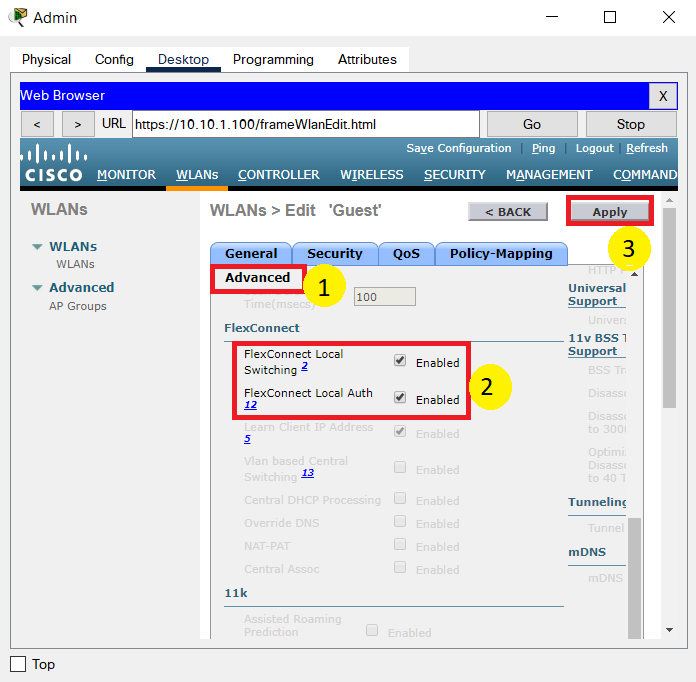 Admin
Physical Config Desktop Programming Attributes
Web Browser X
< > URL https://10.10.1.100/frameWlanEdit.html Go Stop
Save Configuration | Ping | Logout | Refresh
CISCO MONITOR WLANs CONTROLLER WIRELESS SECURITY MANAGEMENT COMMAND
WLANs
WLANs > Edit 'Guest' < BACK Apply
3
WLANs
WLANs
Advanced
AP Groups
General Security QoS Policy-Mapping
Advanced
1
Time(msecs) 100
FlexConnect
FlexConnect Local
Switching 2 Enabled
FlexConnect Local Auth
12 Enabled
2
Learn Client IP Address
5 Enabled
Vlan based Central
Switching 13 Enabled
Central DHCP Processing Enabled
Override DNS Enabled
NAT-PAT Enabled
Central Assoc Enabled
11k
Assisted Roaming
Prediction Enabled
HTTP
Universal
Support
Univers
11v BSS T
Support
BSS Tra
Disasso
Disasso
to 300
Optimi
Disasso
to 40 T
Tunneling
Tunnel
mDNS
mDNS
Top